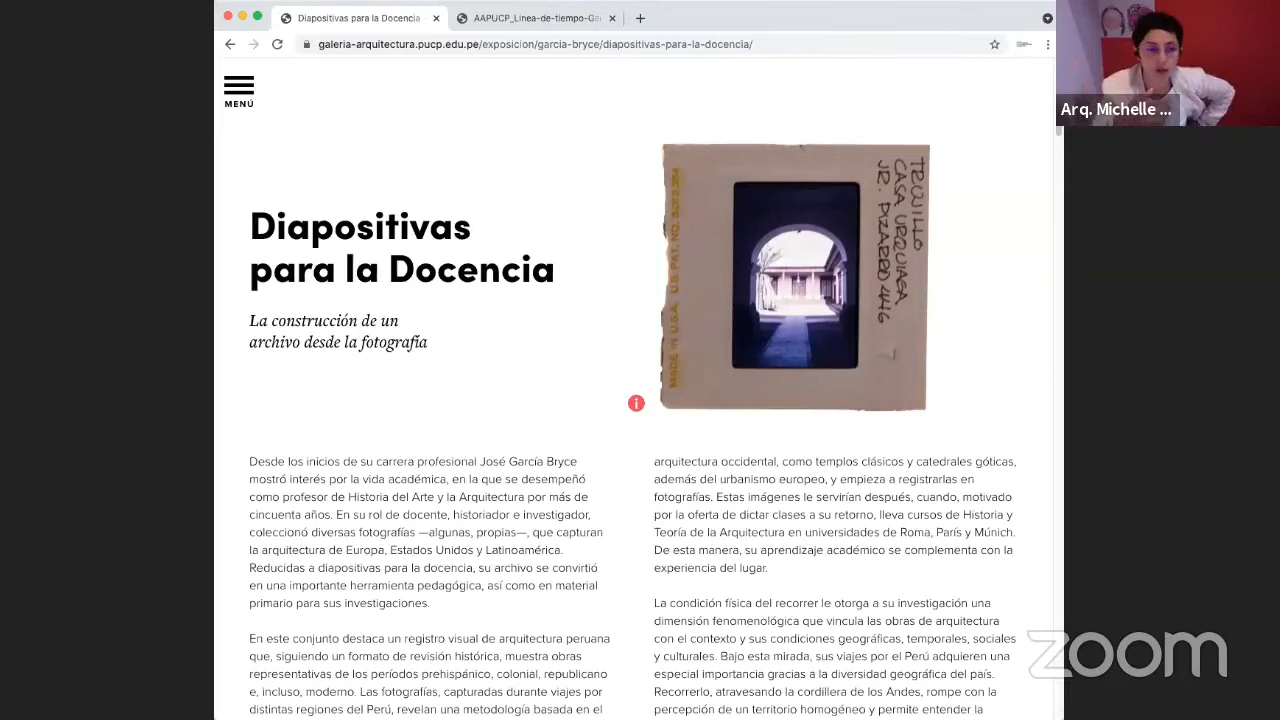 Diapositivas para la Docencia
AAPUCP_Linea-de-tiempo-Ga
galeria-arquitectura.pucp.edu.pe/exposicion/garcia-bryce/diapositivas-para-la-docencia/
MENÚ
Arq. Michelle ...
Diapositivas
para la Docencia
La construcción de un
archivo desde la fotografía
MADE IN U.S.A. U.S. PAT. NO.
TRUJILLO
CASA URQUIAGA
JR. PIZARRO 446
Desde los inicios de su carrera profesional José García Bryce
mostró interés por la vida académica, en la que se desempeñó
como profesor de Historia del Arte y la Arquitectura por más de
cincuenta años. En su rol de docente, historiador e investigador,
coleccionó diversas fotografías —algunas, propias—, que capturan
la arquitectura de Europa, Estados Unidos y Latinoamérica.
Reducidas a diapositivas para la docencia, su archivo se convirtió
en una importante herramienta pedagógica, así como en material
primario para sus investigaciones.
En este conjunto destaca un registro visual de arquitectura peruana
que, siguiendo un formato de revisión histórica, muestra obras
representativas de los períodos prehispánico, colonial, republicano
e, incluso, moderno. Las fotografías, capturadas durante viajes por
distintas regiones del Perú, revelan una metodología basada en el
arquitectura occidental, como templos clásicos y catedrales góticas,
además del urbanismo europeo, y empieza a registrarlas en
fotografías. Estas imágenes le servirían después, cuando, motivado
por la oferta de dictar clases a su retorno, lleva cursos de Historia y
Teoría de la Arquitectura en universidades de Roma, París y Múnich.
De esta manera, su aprendizaje académico se complementa con la
experiencia del lugar.
La condición física del recorrer le otorga a su investigación una
dimensión fenomenológica que vincula las obras de arquitectura
con el contexto y sus condiciones geográficas, temporales, sociales
y culturales. Bajo esta mirada, sus viajes por el Perú adquieren una
especial importancia gracias a la diversidad geográfica del país.
Recorrerlo, atravesando la cordillera de los Andes, rompe con la
percepción de un territorio homogéneo y permite entender la
zoom